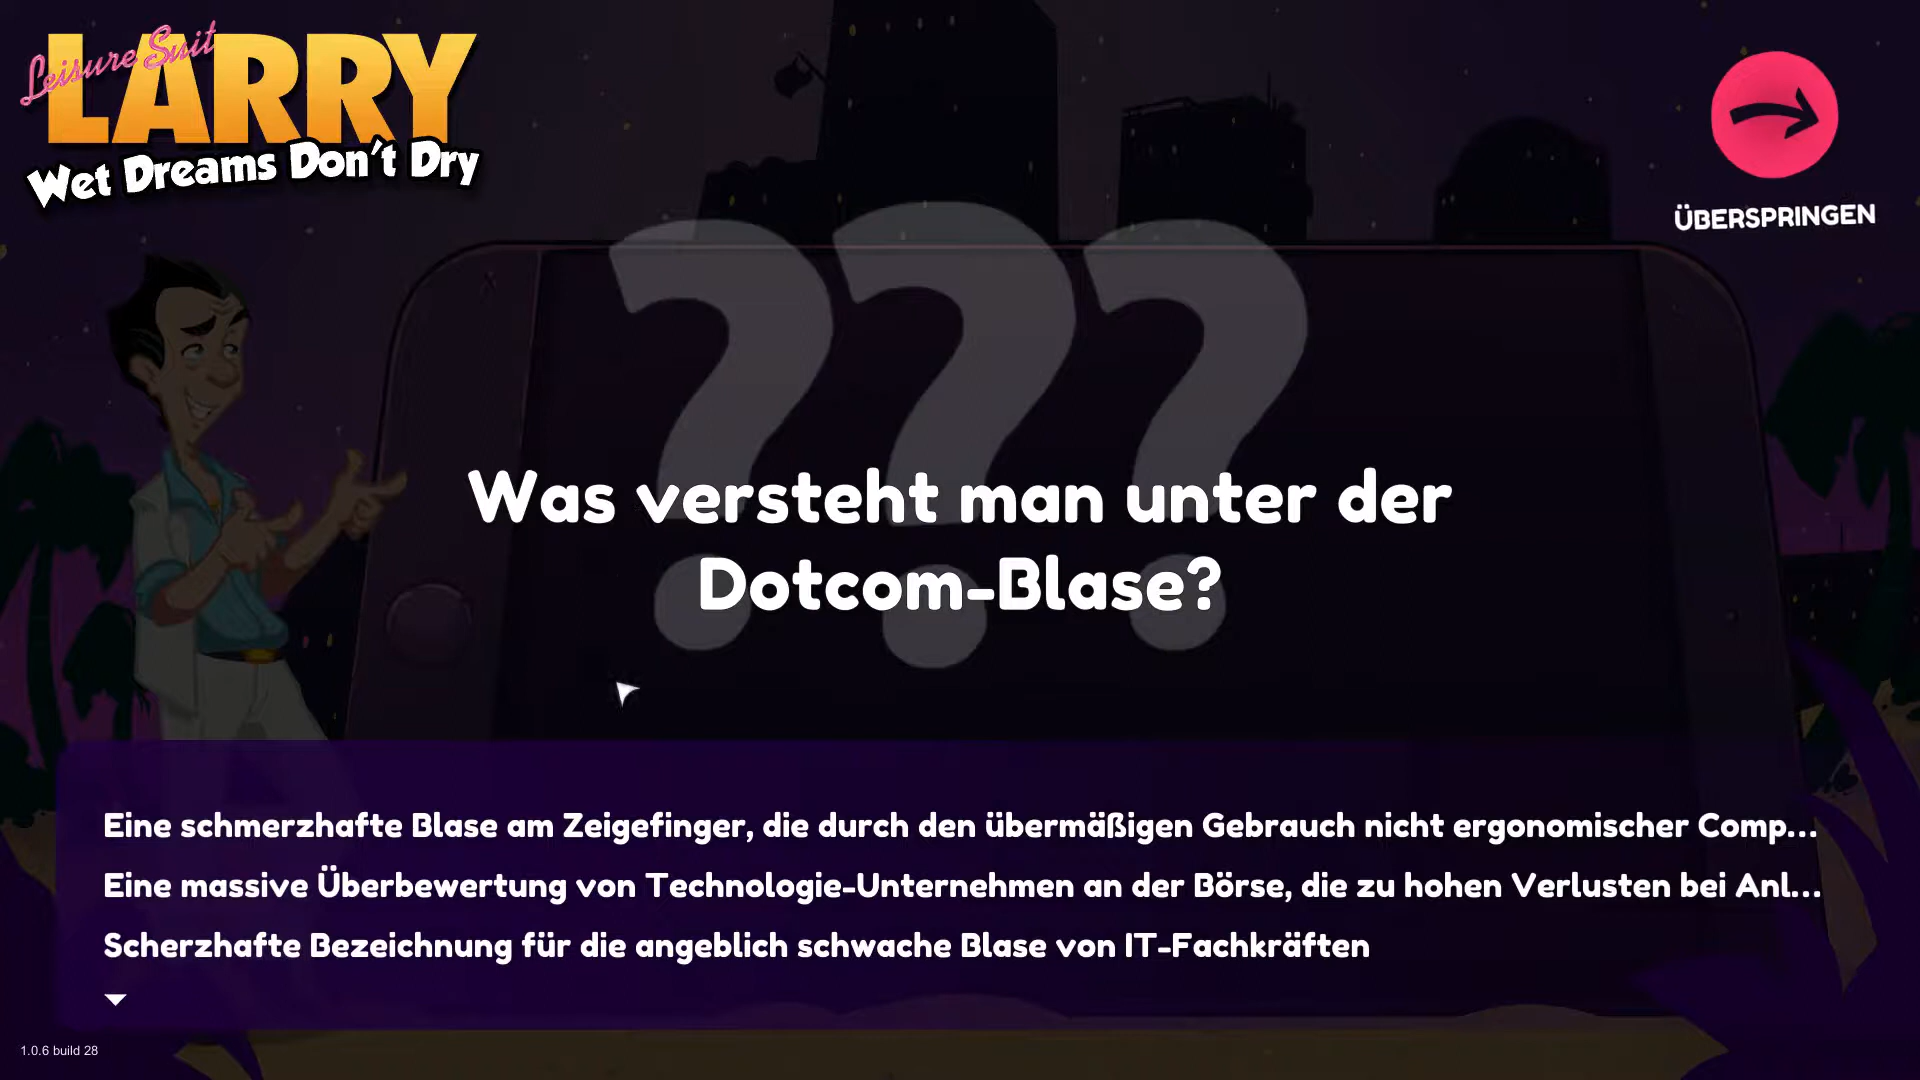 Leisure Suit
LARRY
Wet Dreams Don't Dry
ÜBERSPRINGEN
???
Was versteht man unter der
Dotcom-Blase?
Eine schmerzhafte Blase am Zeigefinger, die durch den übermäßigen Gebrauch nicht ergonomischer Comp...
Eine massive Überbewertung von Technologie-Unternehmen an der Börse, die zu hohen Verlusten bei Anl...
Scherzhafte Bezeichnung für die angeblich schwache Blase von IT-Fachkräften
1.0.6 build 28